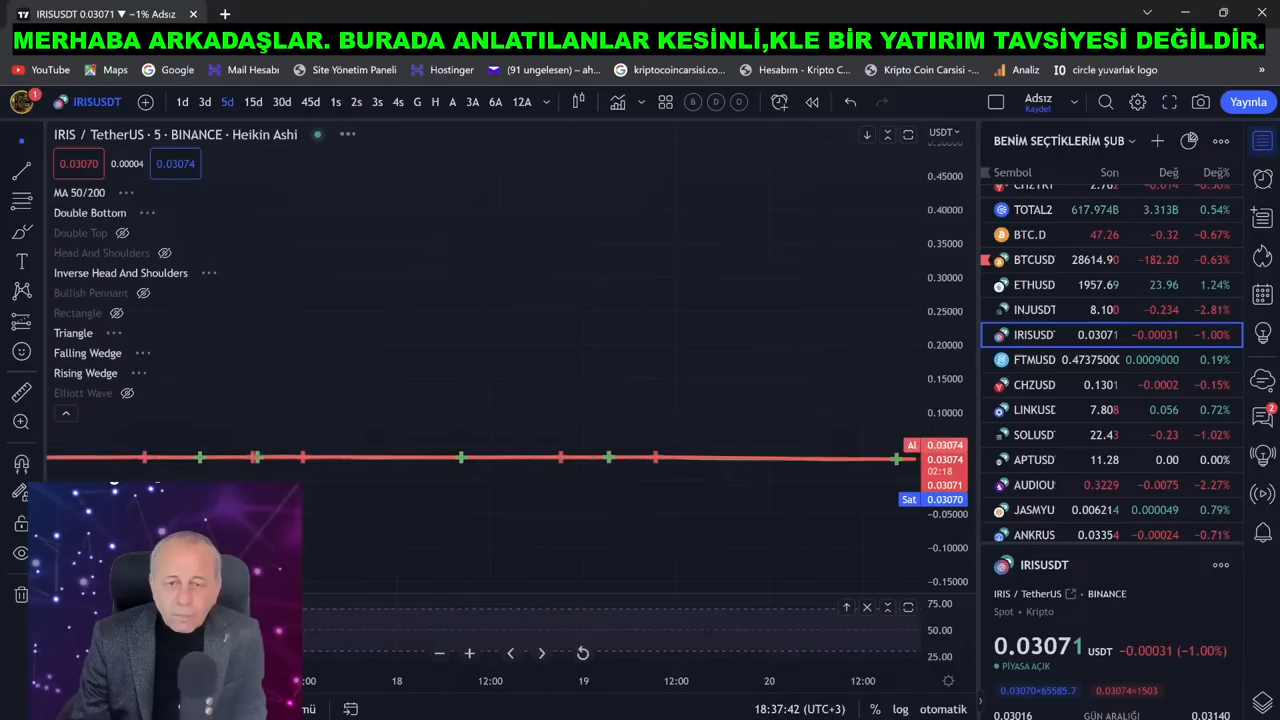 IRISUSDT 0.03071 ▼ −1% Adsız
MERHABA ARKADAŞLAR. BURADA ANLATILANLAR KESİNLİ,KLE BİR YATIRIM TAVSİYESİ DEĞİLDİR.
YouTube Maps Google Mail Hesabı Site Yönetim Paneli Hostinger (91 ungelesen) – ah... kriptocoincarsisi.co... Hesabım - Kripto C... Kripto Coin Carsisi -... Analiz IO circle yuvarlak logo »
1 IRISUSDT 1d 3d 5d 15d 30d 45d 1s 2s 3s 4s G H A 3A 6A 12A B D O Adsız Kaydet Yayınla
IRIS / TetherUS · 5 · BINANCE · Heikin Ashi
USDT
0.03070 0.00004 0.03074
MA 50/200
Double Bottom
Double Top
Head And Shoulders
Inverse Head And Shoulders
Bullish Pennant
Rectangle
Triangle
Falling Wedge
Rising Wedge
Elliott Wave
0.45000
0.40000
0.35000
0.30000
0.25000
0.20000
0.15000
0.10000
Al 0.03074
0.03074
02:18
0.03071
Sat 0.03070
−0.05000
−0.10000
−0.15000
75.00
50.00
25.00
18 12:00 19 12:00 20 12:00
18:37:42 (UTC+3) % log otomatik
BENİM SEÇTİKLERİM ŞUB
Sembol Son Değ Değ%
TOTAL2 617.974B 3.313B 0.54%
BTC.D 47.26 −0.32 −0.67%
BTCUSD 28614.90 −182.20 −0.63%
ETHUSD 1957.69 23.96 1.24%
INJUSDT 8.100 −0.234 −2.81%
IRISUSD 0.03071 −0.00031 −1.00%
FTMUSD 0.47375000 0.0009000 0.19%
CHZUSD 0.1301 −0.0002 −0.15%
LINKUSD 7.808 0.056 0.72%
SOLUSD 22.43 −0.23 −1.02%
APTUSD 11.28 0.00 0.00%
AUDIOU 0.3229 −0.0075 −2.27%
JASMYU 0.006214 0.000049 0.79%
ANKRUS 0.03354 −0.00024 −0.71%
2
IRISUSDT
IRIS / TetherUS · BINANCE
Spot · Kripto
0.03071 USDT −0.00031 (−1.00%)
PİYASA AÇIK
0.03070×65585.7 0.03074×1503
0.03016 GÜN ARALIĞI 0.03140